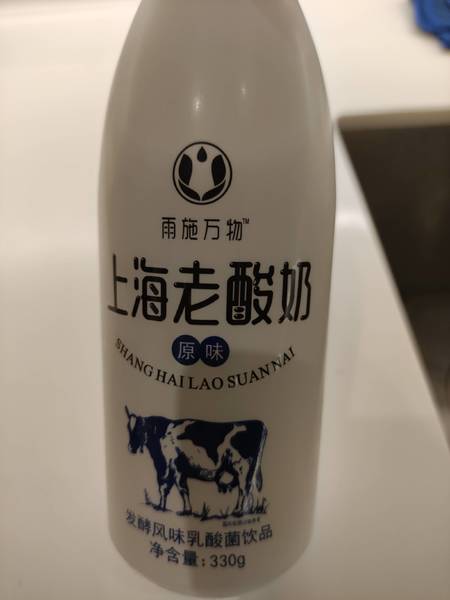 雨施万物™
上海老酸奶
原味
SHANG HAI LAO SUAN NAI
发酵风味乳酸菌饮品
净含量:330g